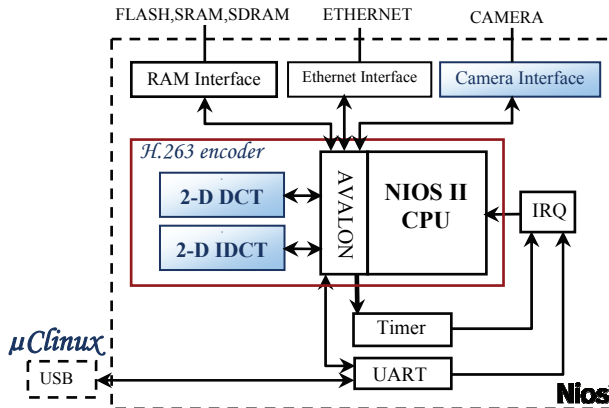 FLASH,SRAM,SDRAM
ETHERNET
CAMERA
RAM Interface
Ethernet Interface
Camera Interface
H.263 encoder
2-D DCT
2-D IDCT
AVALON
NIOS II
CPU
IRQ
Timer
UART
µClinux
USB
Nios